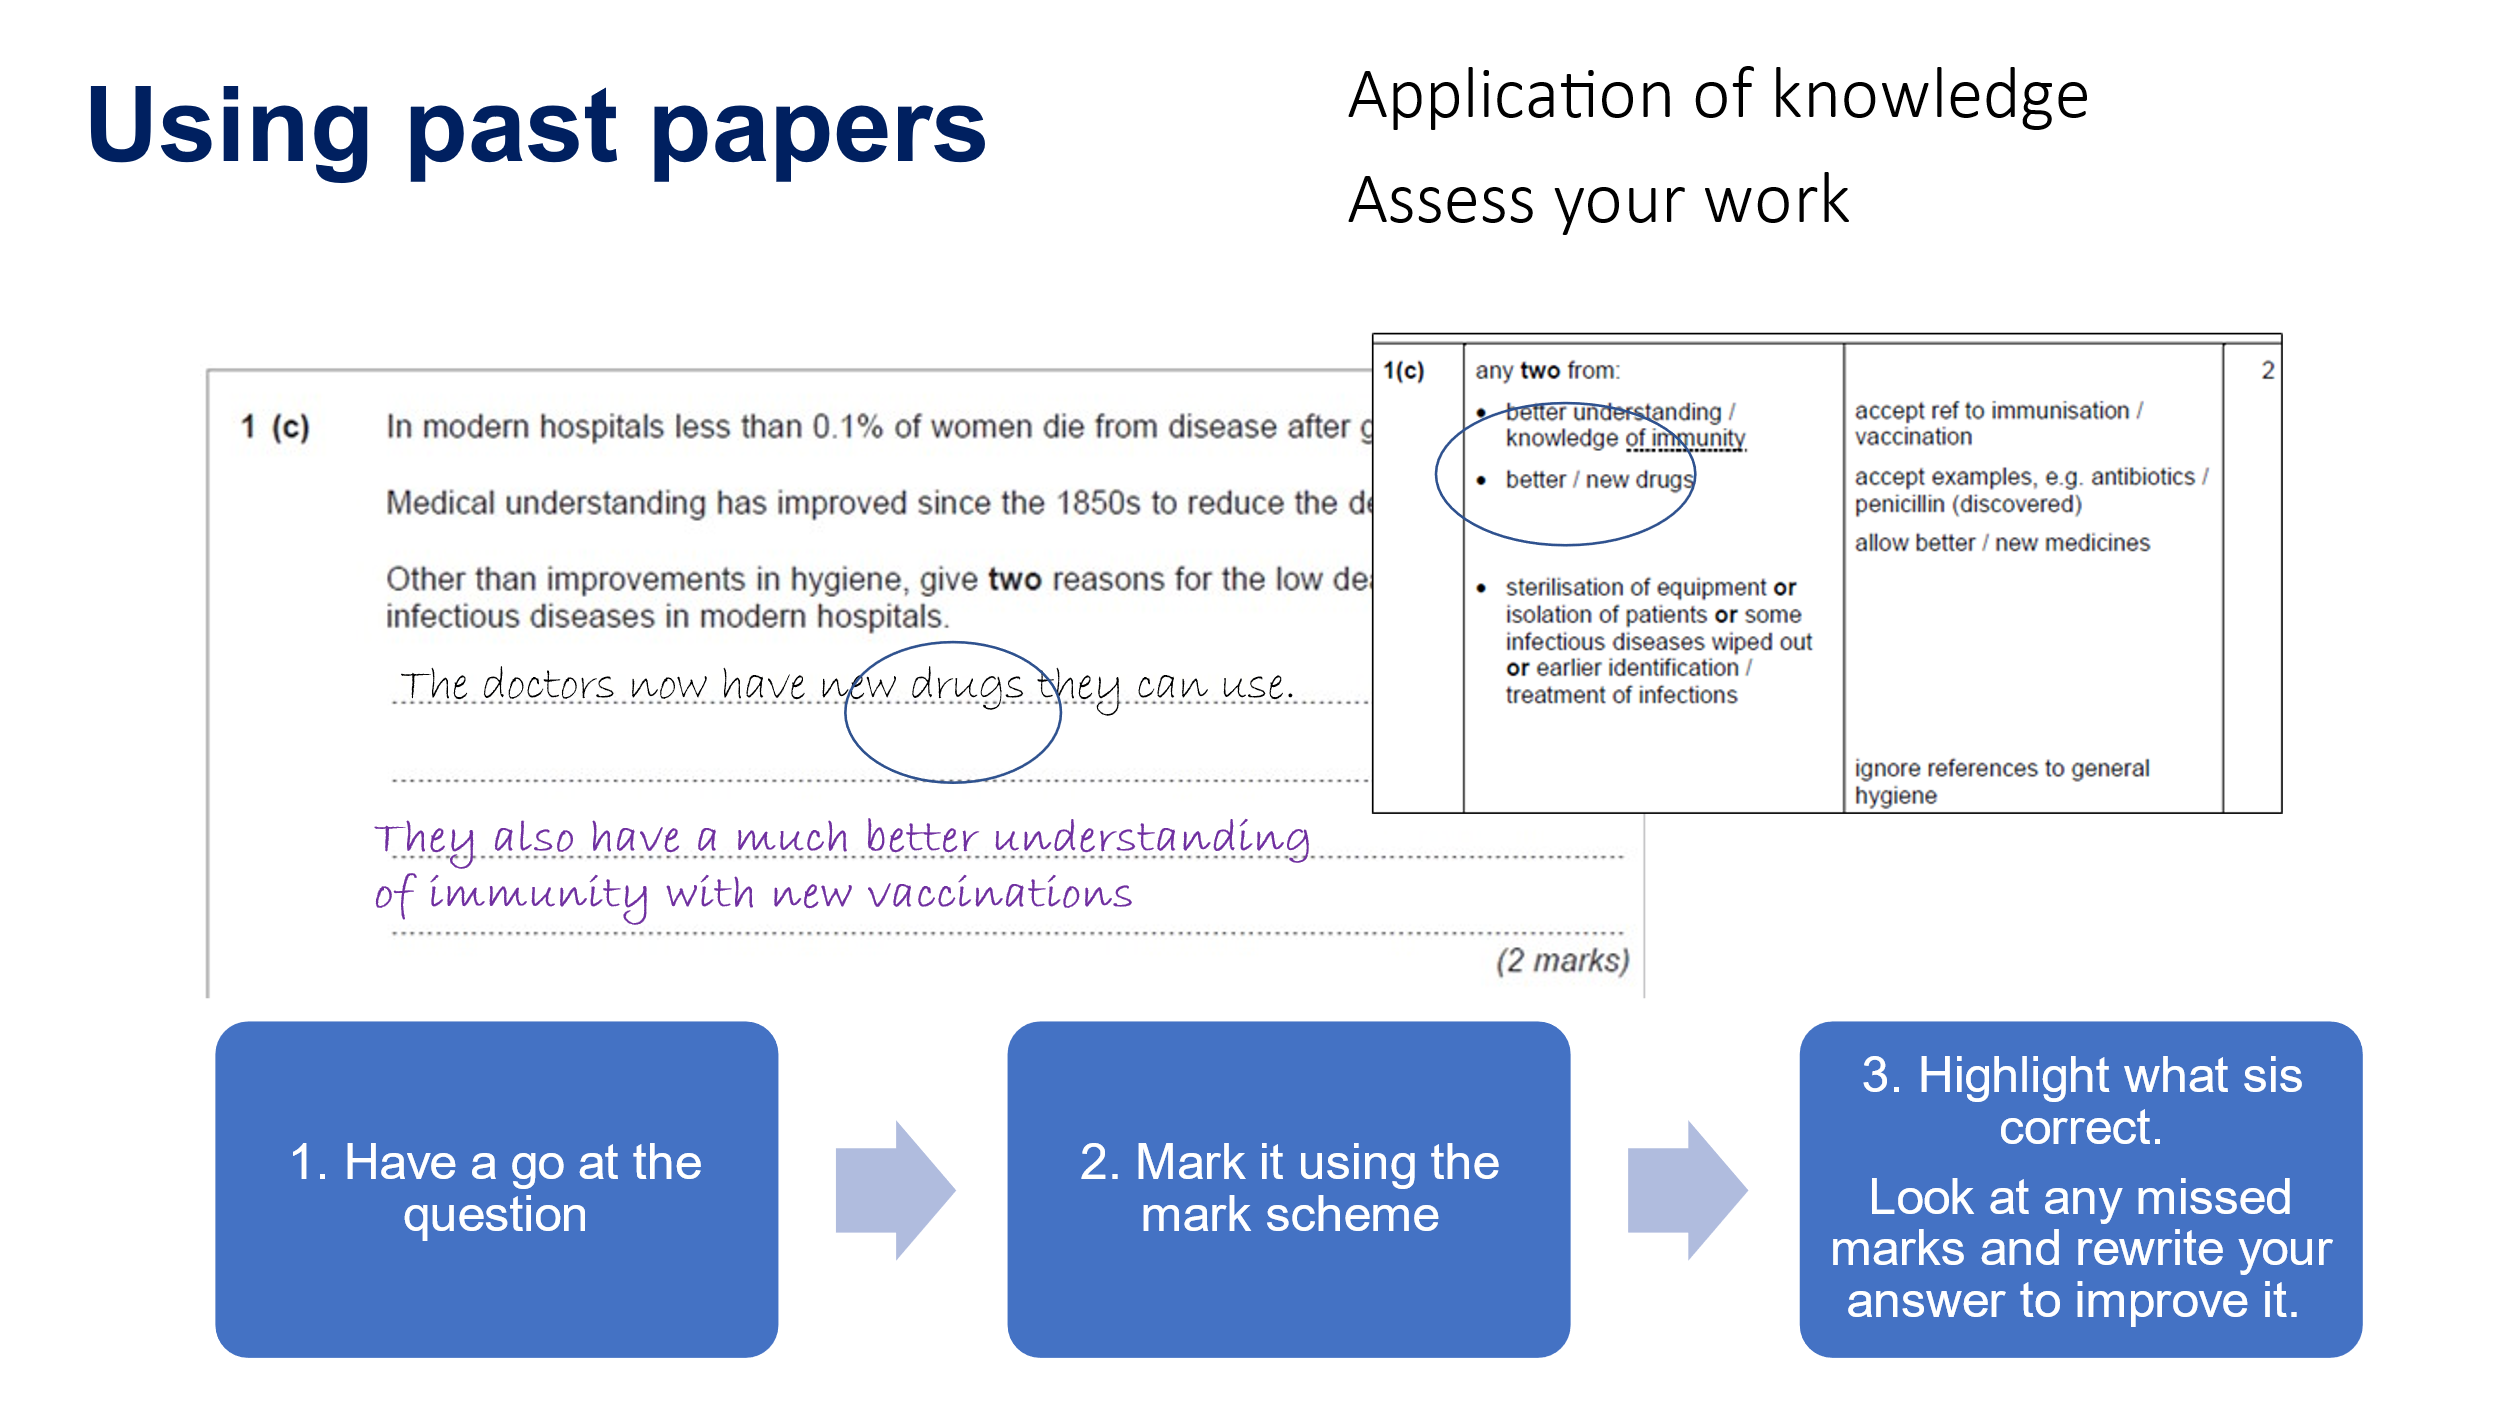 Using past papers
Application of knowledge
Assess your work
1 (c) In modern hospitals less than 0.1% of women die from disease after
Medical understanding has improved since the 1850s to reduce the
Other than improvements in hygiene, give two reasons for the low
infectious diseases in modern hospitals.
The doctors now have new drugs they can use.
They also have a much better understanding
of immunity with new vaccinations
(2 marks)
1(c) any two from: 2
• better understanding /
knowledge of immunity
accept ref to immunisation /
vaccination
• better / new drugs
accept examples, e.g. antibiotics /
penicillin (discovered)
allow better / new medicines
• sterilisation of equipment or
isolation of patients or some
infectious diseases wiped out
or earlier identification /
treatment of infections
ignore references to general
hygiene
1. Have a go at the
question
2. Mark it using the
mark scheme
3. Highlight what sis
correct.
Look at any missed
marks and rewrite your
answer to improve it.